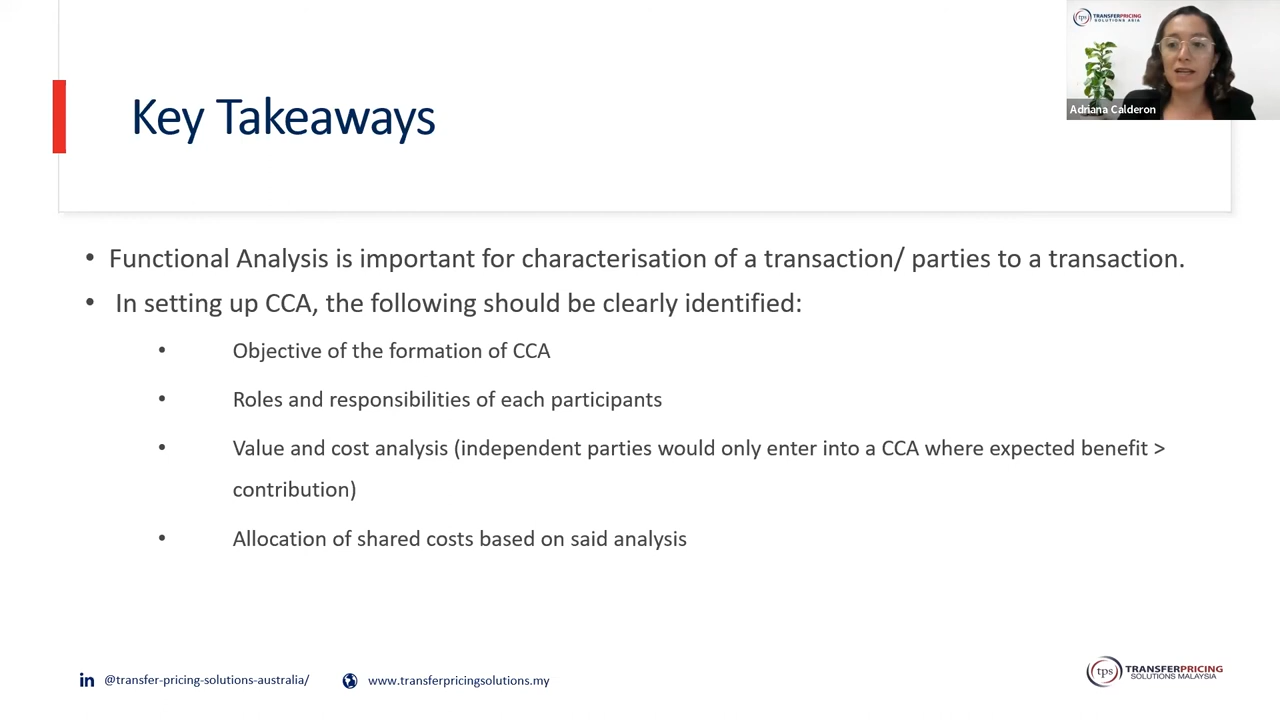 tps TRANSFERPRICING
SOLUTIONS ASIA
Adriana Calderon
Key Takeaways
• Functional Analysis is important for characterisation of a transaction/ parties to a transaction.
• In setting up CCA, the following should be clearly identified:
• Objective of the formation of CCA
• Roles and responsibilities of each participants
• Value and cost analysis (independent parties would only enter into a CCA where expected benefit >
contribution)
• Allocation of shared costs based on said analysis
in @transfer-pricing-solutions-australia/ www.transferpricingsolutions.my
tps TRANSFERPRICING
SOLUTIONS MALAYSIA